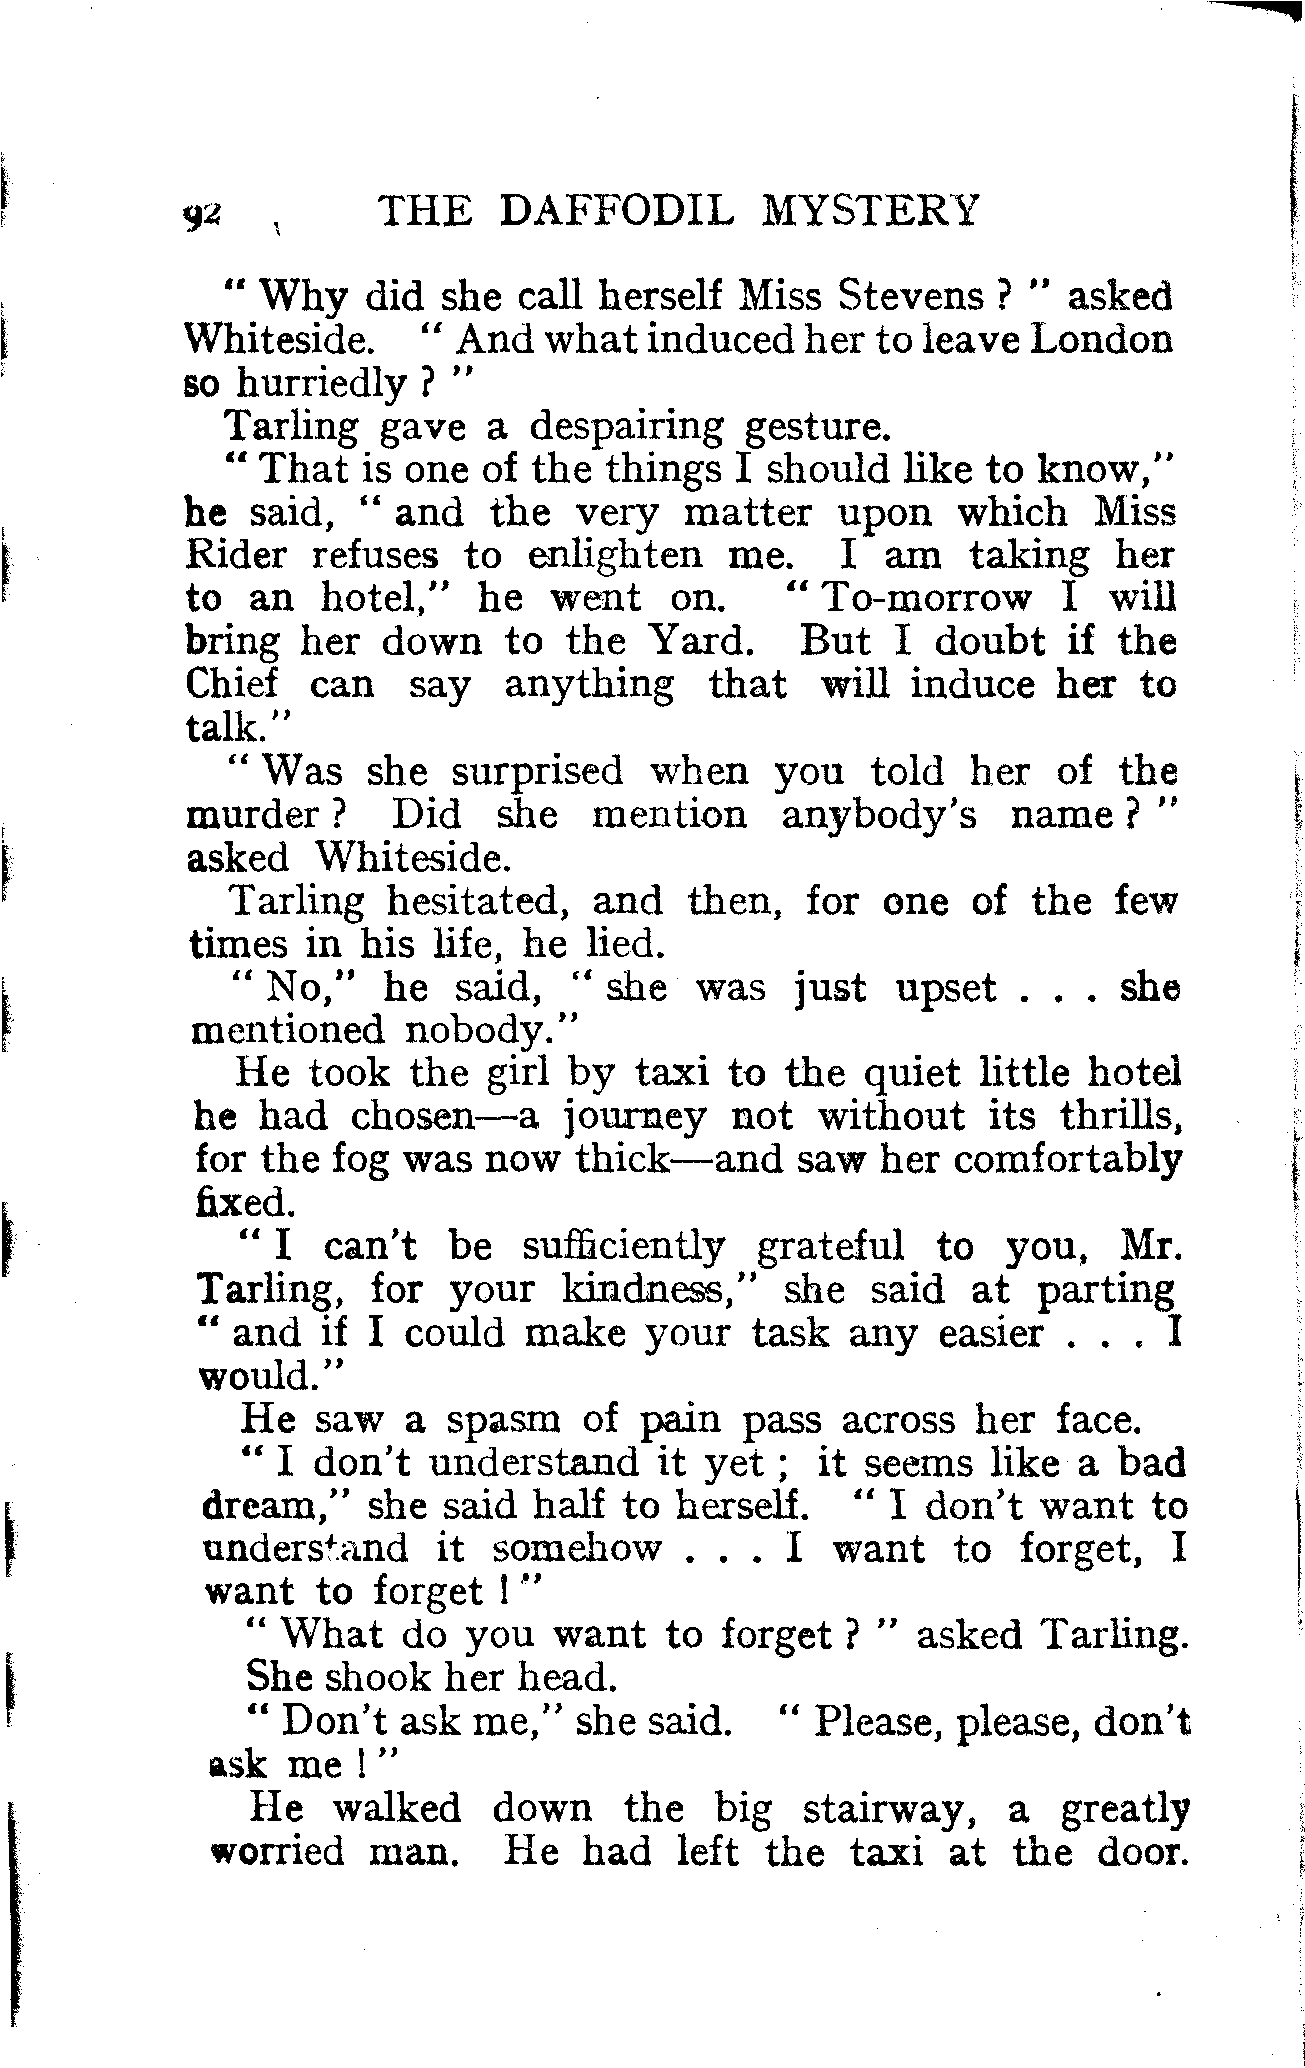 92 THE DAFFODIL MYSTERY
“ Why did she call herself Miss Stevens ? ” asked
Whiteside. “ And what induced her to leave London
so hurriedly ? ”
Tarling gave a despairing gesture.
“ That is one of the things I should like to know,”
he said, “ and the very matter upon which Miss
Rider refuses to enlighten me. I am taking her
to an hotel,” he went on. “ To-morrow I will
bring her down to the Yard. But I doubt if the
Chief can say anything that will induce her to
talk.”
“ Was she surprised when you told her of the
murder ? Did she mention anybody’s name ? ”
asked Whiteside.
Tarling hesitated, and then, for one of the few
times in his life, he lied.
“ No,” he said, “ she was just upset . . . she
mentioned nobody.”
He took the girl by taxi to the quiet little hotel
he had chosen—a journey not without its thrills,
for the fog was now thick—and saw her comfortably
fixed.
“ I can’t be sufficiently grateful to you, Mr.
Tarling, for your kindness,” she said at parting
“ and if I could make your task any easier . . . I
would.”
He saw a spasm of pain pass across her face.
“ I don’t understand it yet ; it seems like a bad
dream,” she said half to herself. “ I don’t want to
understand it somehow . . . I want to forget, I
want to forget ! ”
“ What do you want to forget ? ” asked Tarling.
She shook her head.
“ Don’t ask me,” she said. “ Please, please, don’t
ask me ! ”
He walked down the big stairway, a greatly
worried man. He had left the taxi at the door.